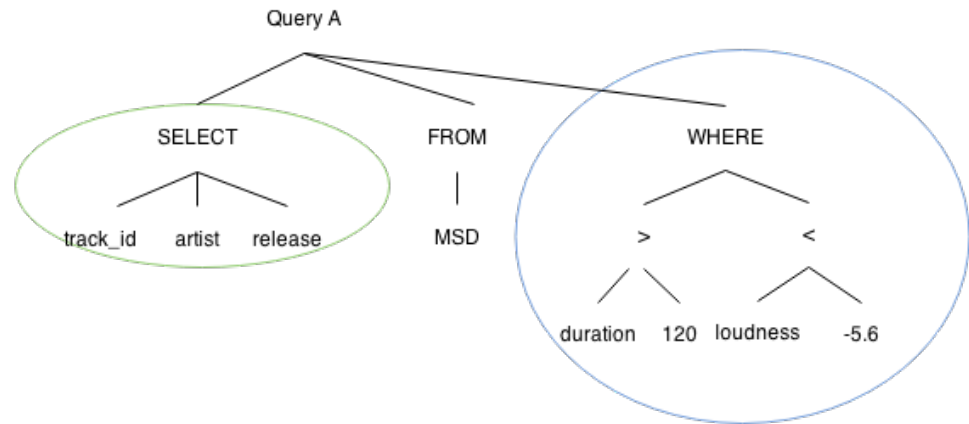 Query A
SELECT FROM WHERE
track_id artist release MSD > <
duration 120 loudness -5.6